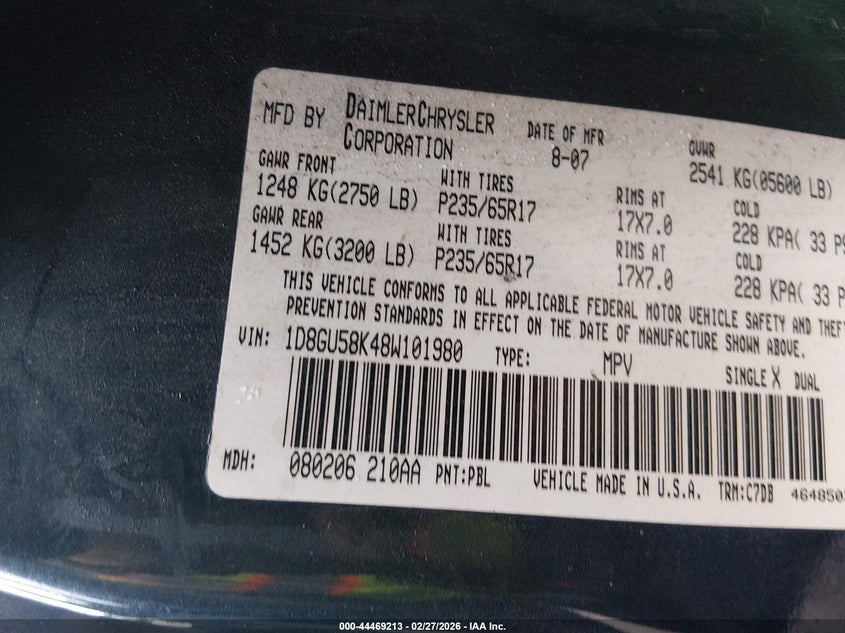 MFD BY DAIMLERCHRYSLER CORPORATION DATE OF MFR 8-07 GVWR 2541 KG(05600 LB)
GAWR FRONT 1248 KG(2750 LB) WITH TIRES P235/65R17 RIMS AT 17X7.0 COLD 228 KPA( 33
GAWR REAR 1452 KG(3200 LB) WITH TIRES P235/65R17 RIMS AT 17X7.0 COLD 228 KPA( 33
THIS VEHICLE CONFORMS TO ALL APPLICABLE FEDERAL MOTOR VEHICLE SAFETY AND THEFT
PREVENTION STANDARDS IN EFFECT ON THE DATE OF MANUFACTURE SHOWN ABOVE.
VIN: 1D8GU58K48W101980 TYPE: MPV SINGLE X DUAL
MDH: 080206 210AA PNT:PBL VEHICLE MADE IN U.S.A. TRM:C7DB
000-44469213 - 02/27/2026 - IAA Inc.